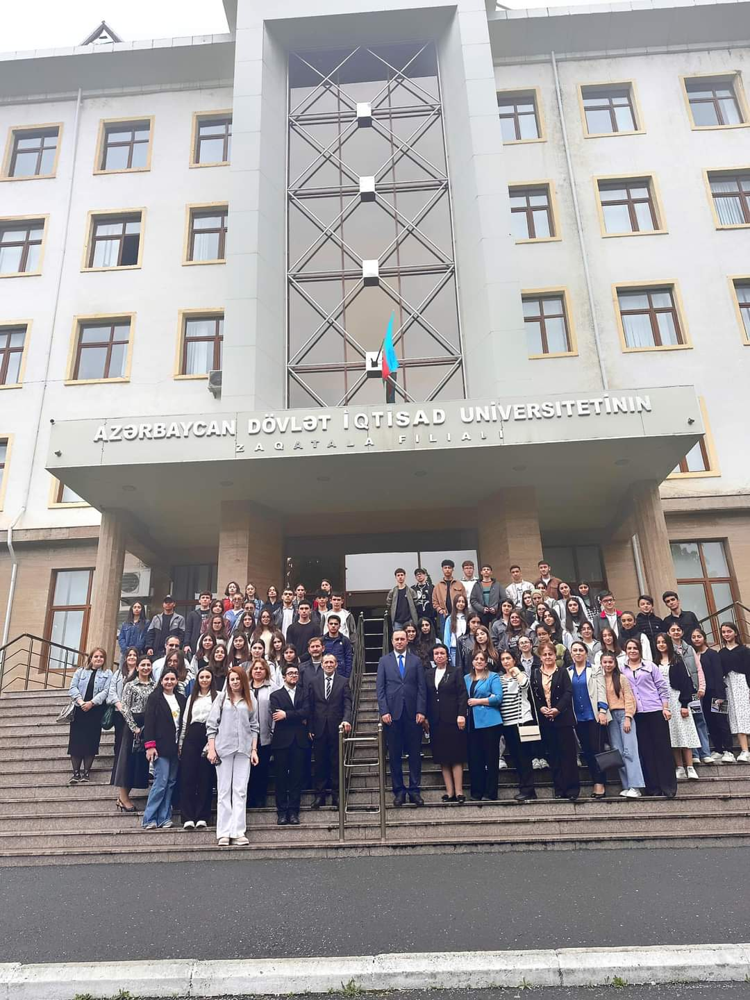 AZƏRBAYCAN DÖVLƏT İQTİSAD UNİVERSİTETİNİN
ZAQATALA FİLİALI